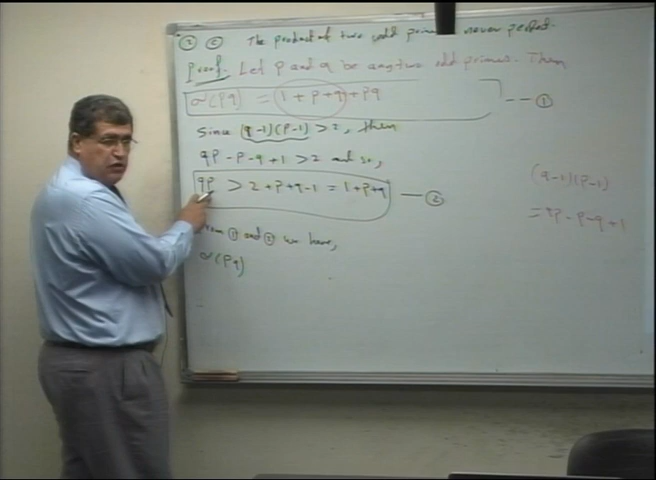 ② ⓒ The product of two odd primes never perfect.
Proof. Let p and q be any two odd primes. Then
σ(pq) = (1 + p + q) + pq -- ①
Since (q-1)(p-1) > 2, then
qp - p - q + 1 > 2 and so,
qp > 2 + p + q - 1 = 1 + p + q — ②
From ① and ② we have,
σ(pq)
(q-1)(p-1)
= qp - p - q + 1